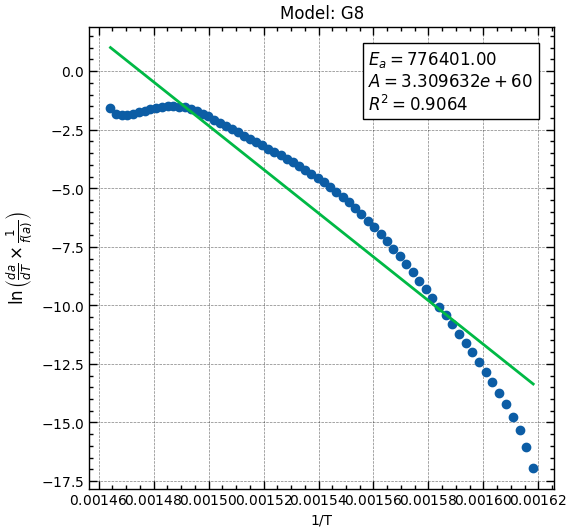 Model: G8
E_a = 776401.00
A = 3.309632e + 60
R^2 = 0.9064
0.0
−2.5
−5.0
−7.5
−10.0
−12.5
−15.0
−17.5
ln (da/dT × 1/f(a))
0.00146 0.00148 0.00150 0.00152 0.00154 0.00156 0.00158 0.00160 0.00162
1/T